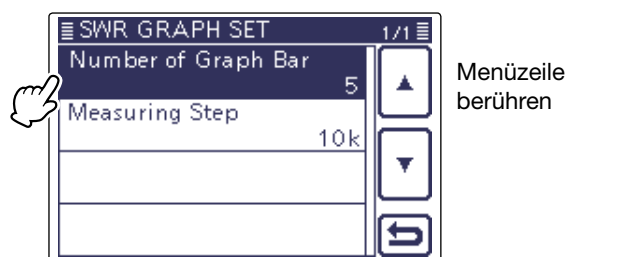 SWR GRAPH SET 1/1
Number of Graph Bar
5
Measuring Step
10k
Menüzeile
berühren